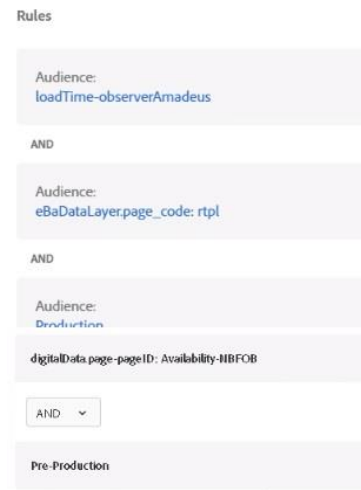 Rules
Audience:
loadTime-observerAmadeus
AND
Audience:
eBaDataLayer.page_code: rtpl
AND
Audience:
Production
digitalData.page-pageID: Availability-NBFOB
AND
Pre-Production